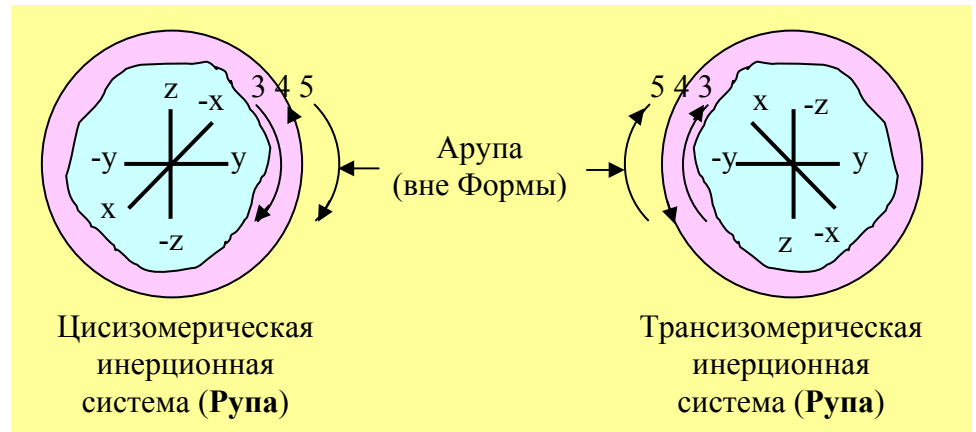 3 4 5
z
-x
-y
y
x
-z
5 4 3
x
-z
-y
y
z
-x
Арупа
(вне Формы)
Цисизомерическая
инерционная
система (Рупа)
Трансизомерическая
инерционная
система (Рупа)